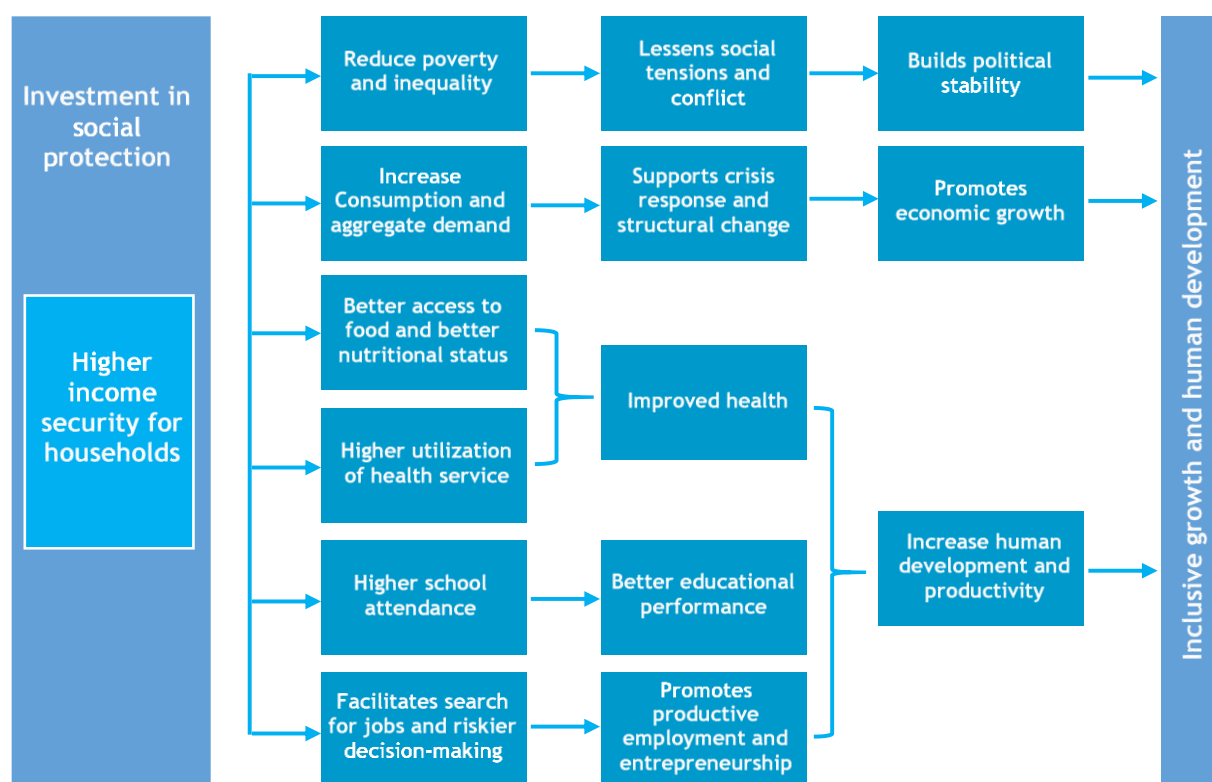 Investment in
social
protection
Higher
income
security for
households
Reduce poverty
and inequality
Lessens social
tensions and
conflict
Builds political
stability
Increase
Consumption and
aggregate demand
Supports crisis
response and
structural change
Promotes
economic growth
Better access to
food and better
nutritional status
Higher utilization
of health service
Improved health
Higher school
attendance
Better educational
performance
Facilitates search
for jobs and riskier
decision-making
Promotes
productive
employment and
entrepreneurship
Increase human
development and
productivity
Inclusive growth and human development